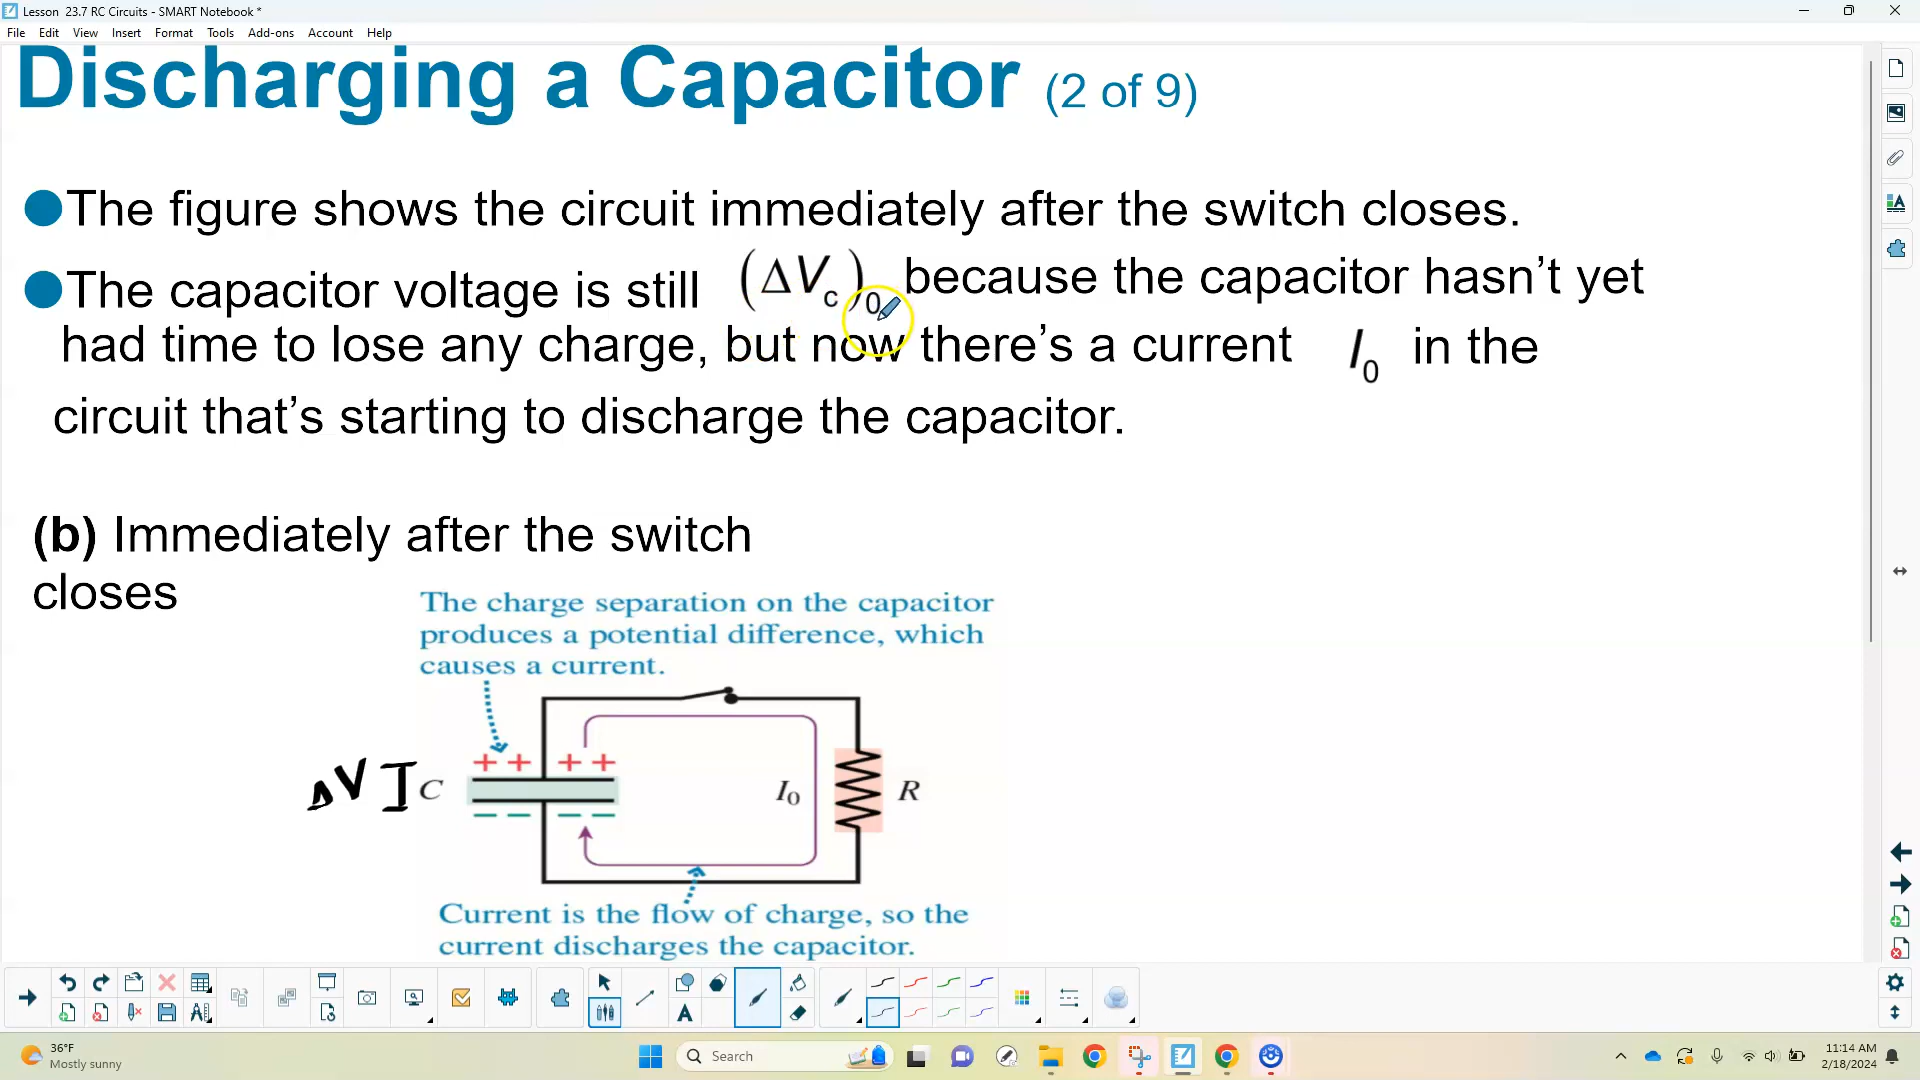 Lesson 23.7 RC Circuits - SMART Notebook *
File Edit View Insert Format Tools Add-ons Account Help
Discharging a Capacitor (2 of 9)
The figure shows the circuit immediately after the switch closes.
The capacitor voltage is still (ΔVc)0 because the capacitor hasn’t yet
had time to lose any charge, but now there’s a current I0 in the
circuit that’s starting to discharge the capacitor.
(b) Immediately after the switch
closes
The charge separation on the capacitor
produces a potential difference, which
causes a current.
+ + + +
ΔV I C I0 R
− − − −
Current is the flow of charge, so the
current discharges the capacitor.
36°F
Mostly sunny
Search
11:14 AM
2/18/2024